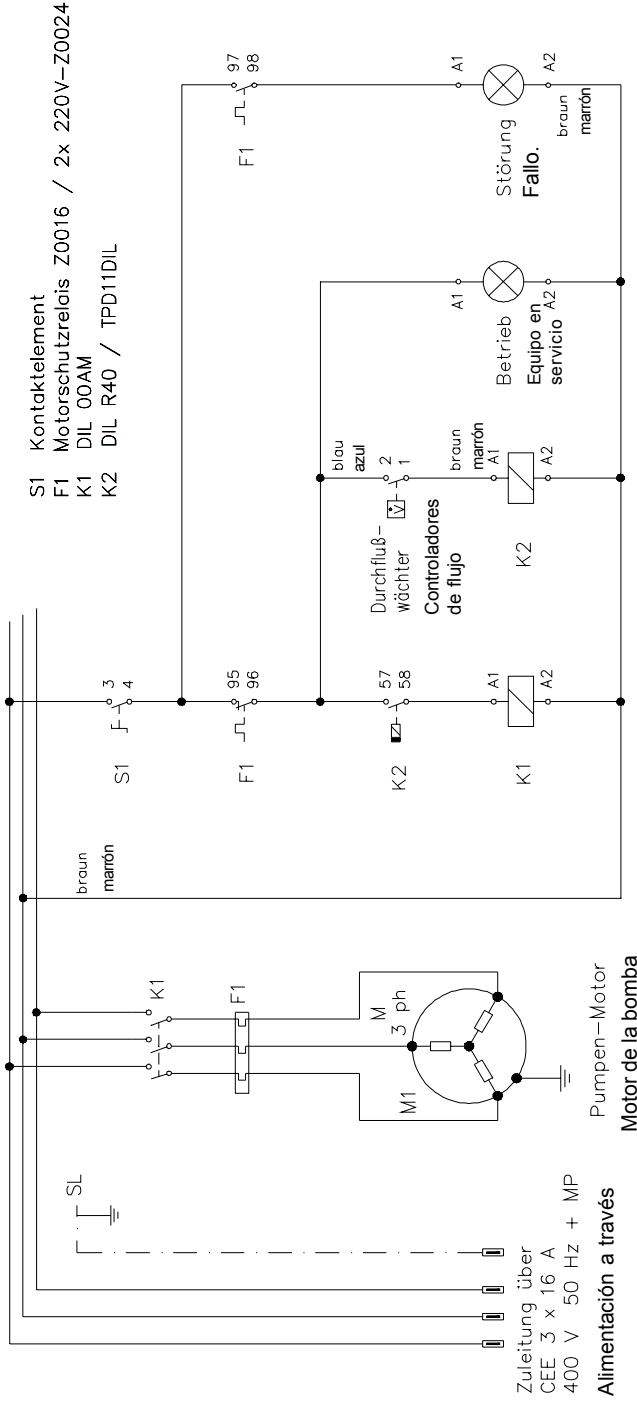 S1 Kontaktelement
F1 Motorschutzrelais Z0016 / 2x 220V-Z0024
K1 DIL 00AM
K2 DIL R40 / TPD11DIL
SL
Zuleitung über
CEE 3 x 16 A
400 V 50 Hz + MP
Alimentación a través
K1
F1
M1
M
3 ph
Pumpen-Motor
Motor de la bomba
braun
marrón
S1
3
4
F1
95
96
K2
57
58
K1
A1
A2
blau
azul
2
1
Durchfluß-
wächter
Controladores
de flujo
braun
marrón
A1
A2
K2
A1
A2
Betrieb
Equipo en
servicio
F1
97
98
A1
A2
Störung
Fallo.
braun
marrón